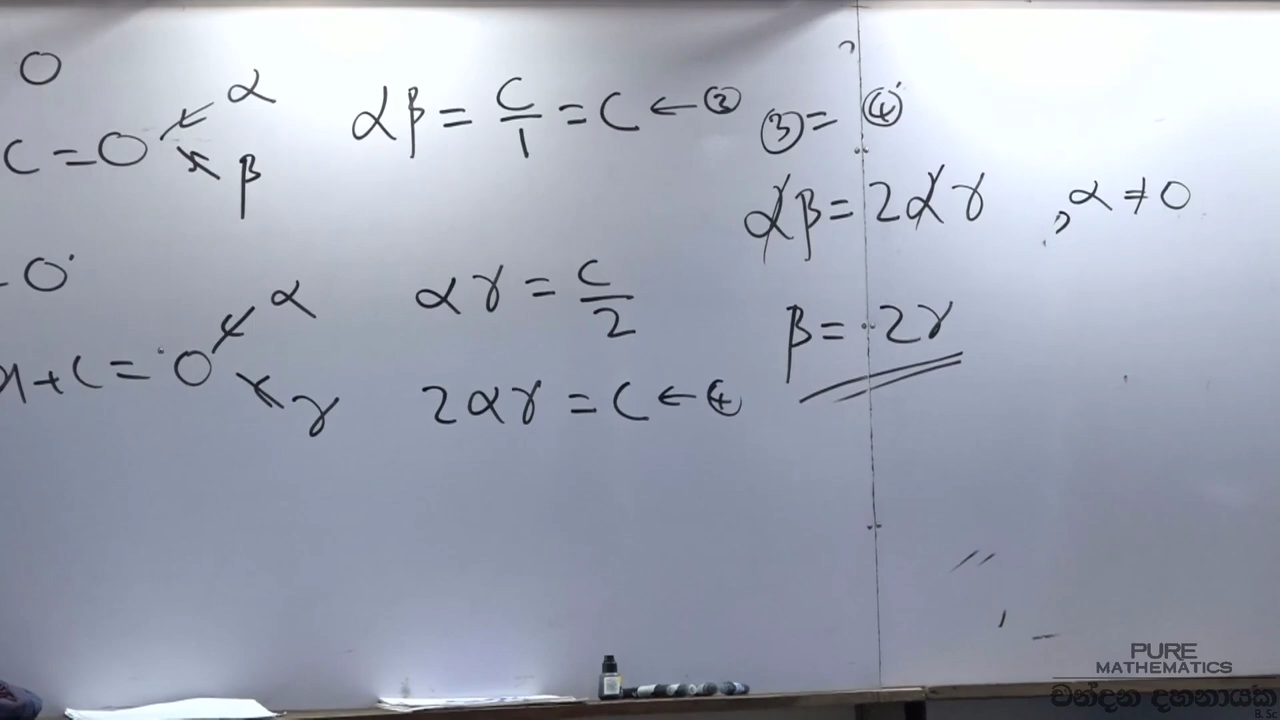 0
α
αβ = c/1 = c ← ③
③ = ④
c = 0
β
αβ = 2αγ , α ≠ 0
= 0
α
αγ = c/2
β = 2γ
+ c = 0
γ
2αγ = c ← ④
PURE
MATHEMATICS
චන්දන දහනායක
B.Sc